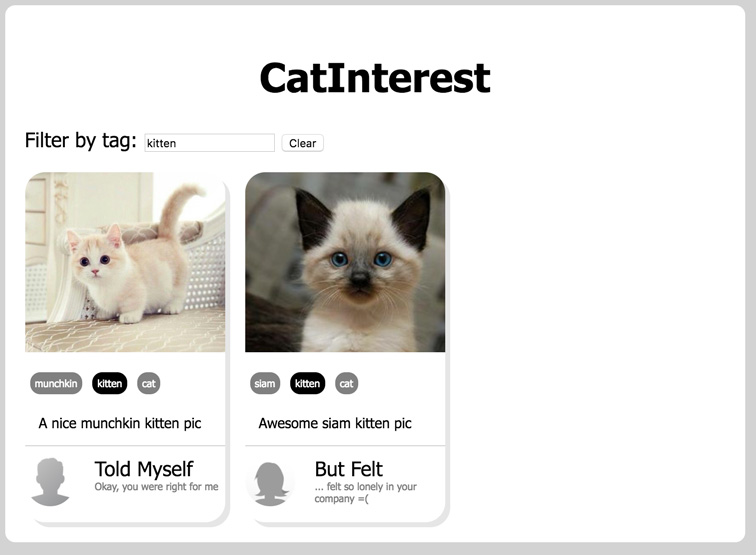 CatInterest
Filter by tag: kitten Clear
munchkin kitten cat
A nice munchkin kitten pic
Told Myself
Okay, you were right for me
siam kitten cat
Awesome siam kitten pic
But Felt
... felt so lonely in your
company =(